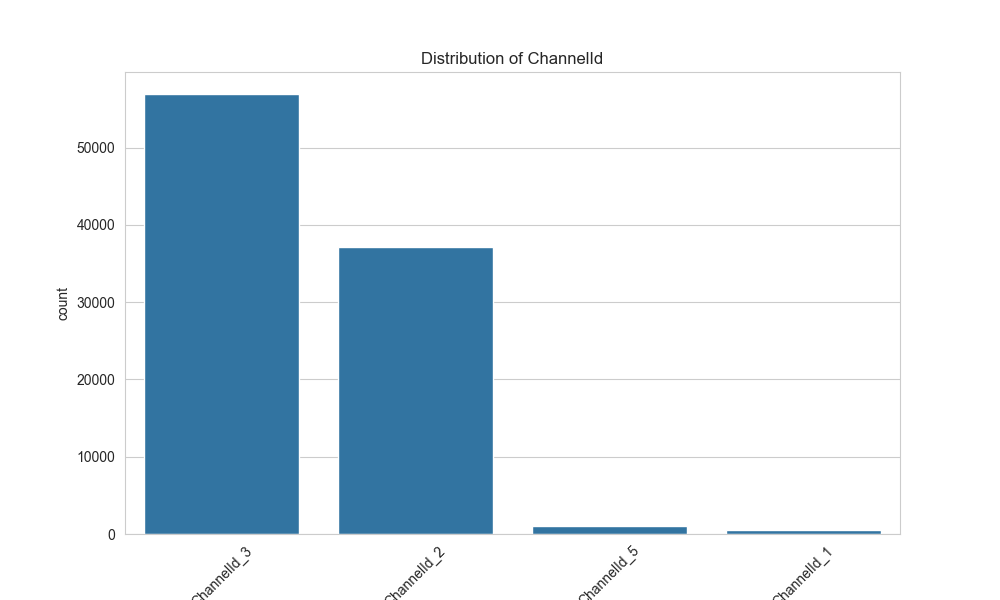 Distribution of ChannelId
50000
40000
30000
20000
10000
0
count
ChannelId_3
ChannelId_2
ChannelId_5
ChannelId_1